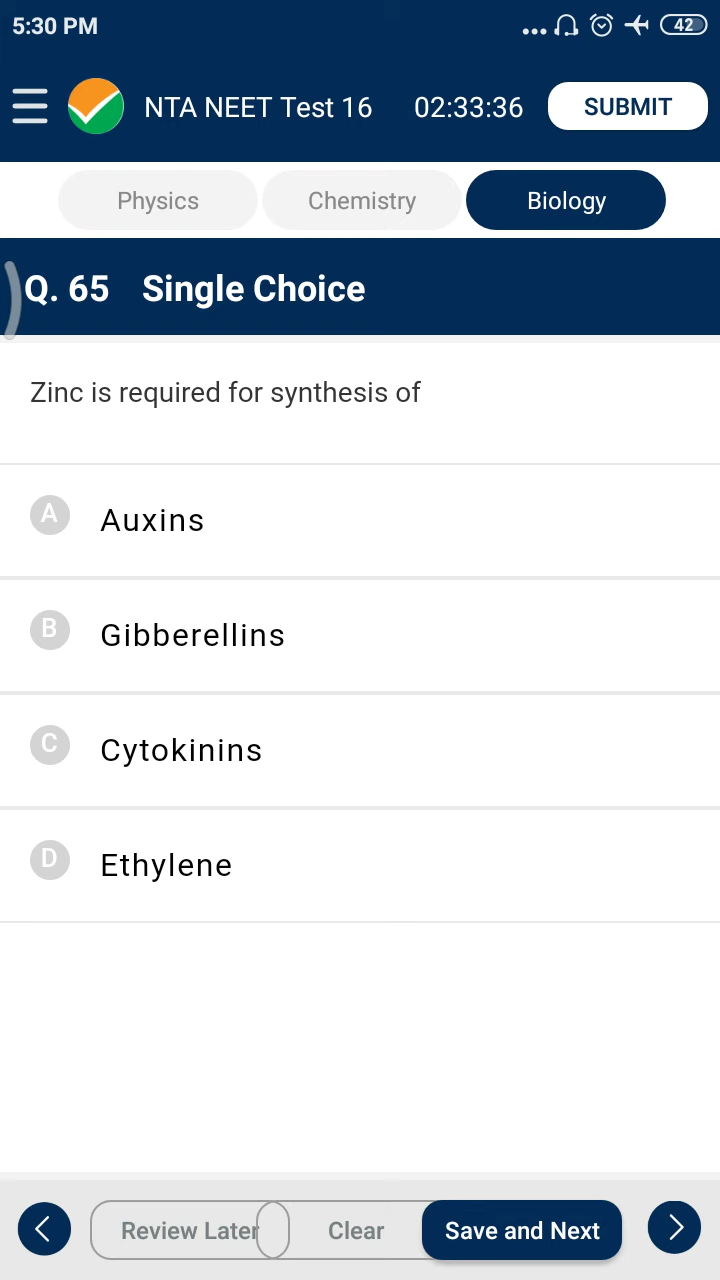 5:30 PM
... 42
NTA NEET Test 16 02:33:36 SUBMIT
Physics Chemistry Biology
Q. 65 Single Choice
Zinc is required for synthesis of
A Auxins
B Gibberellins
C Cytokinins
D Ethylene
Review Later Clear Save and Next